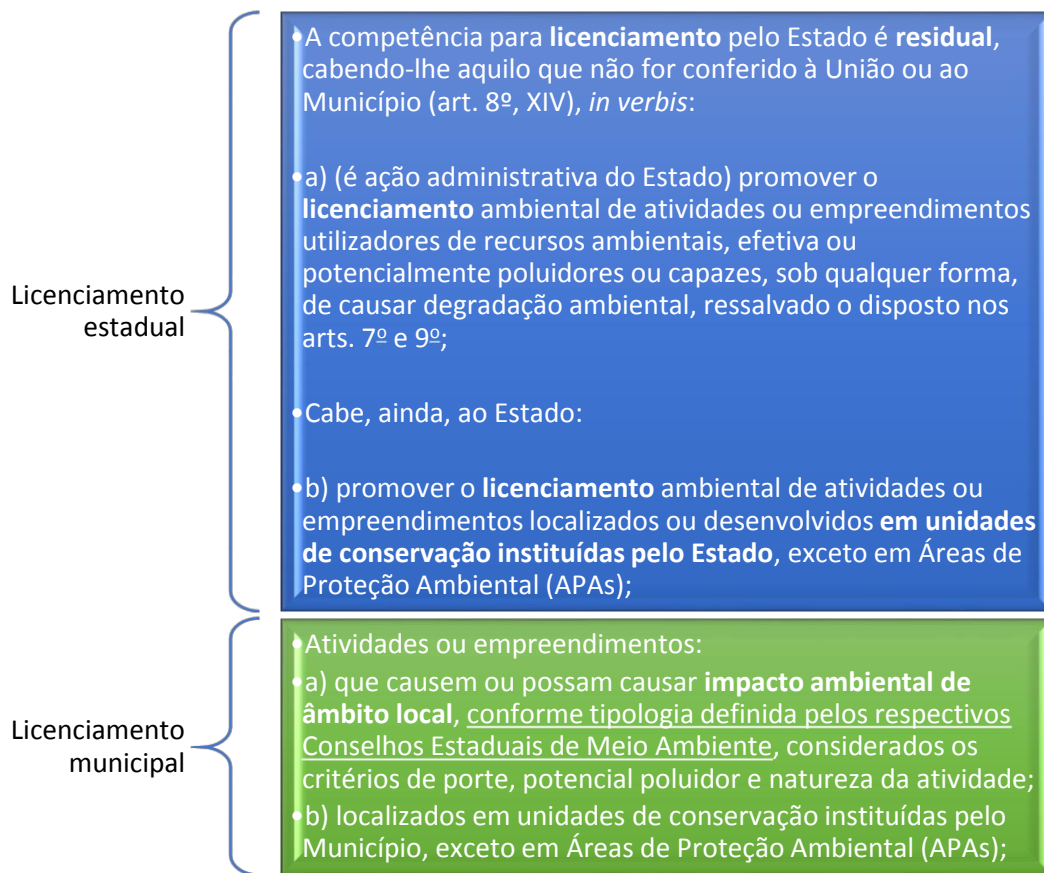 •A competência para licenciamento pelo Estado é residual,
cabendo-lhe aquilo que não for conferido à União ou ao
Município (art. 8º, XIV), in verbis:
•a) (é ação administrativa do Estado) promover o
licenciamento ambiental de atividades ou empreendimentos
utilizadores de recursos ambientais, efetiva ou
potencialmente poluidores ou capazes, sob qualquer forma,
de causar degradação ambiental, ressalvado o disposto nos
arts. 7º e 9º;
•Cabe, ainda, ao Estado:
•b) promover o licenciamento ambiental de atividades ou
empreendimentos localizados ou desenvolvidos em unidades
de conservação instituídas pelo Estado, exceto em Áreas de
Proteção Ambiental (APAs);
Licenciamento
estadual
•Atividades ou empreendimentos:
•a) que causem ou possam causar impacto ambiental de
âmbito local, conforme tipologia definida pelos respectivos
Conselhos Estaduais de Meio Ambiente, considerados os
critérios de porte, potencial poluidor e natureza da atividade;
•b) localizados em unidades de conservação instituídas pelo
Município, exceto em Áreas de Proteção Ambiental (APAs);
Licenciamento
municipal